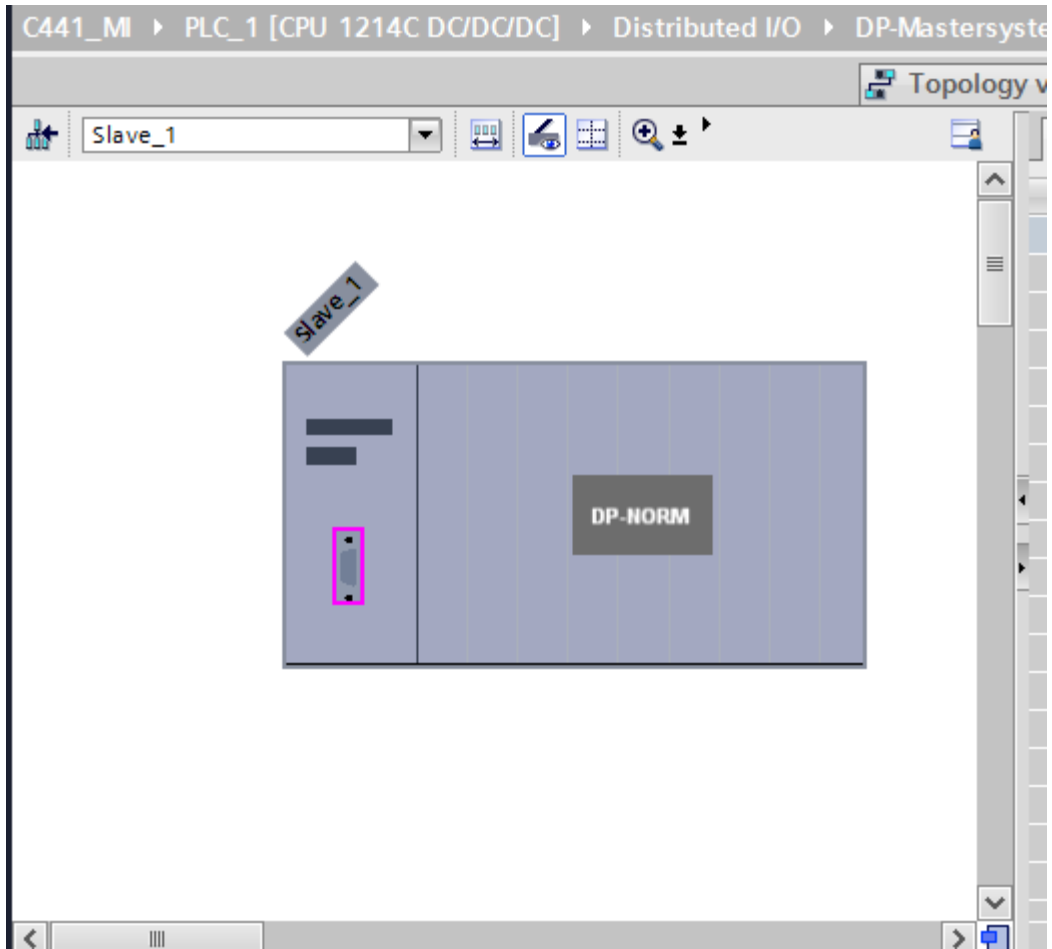 C441_MI ▸ PLC_1 [CPU 1214C DC/DC/DC] ▸ Distributed I/O ▸ DP-Mastersyste
Topology v
Slave_1
Slave_1
DP-NORM